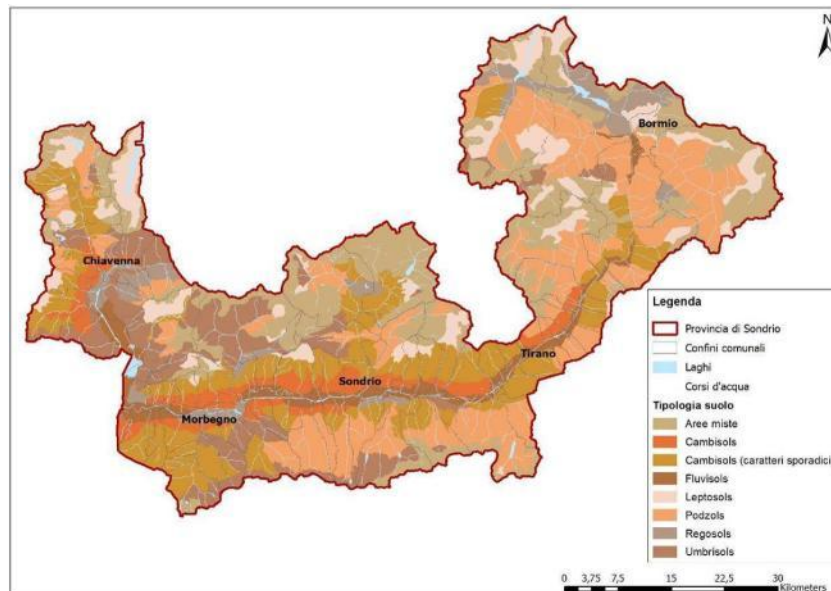 N
Bormio
Chiavenna
Tirano
Sondrio
Morbegno
Legenda
Provincia di Sondrio
Confini comunali
Laghi
Corsi d'acqua
Tipologia suolo
Aree miste
Cambisols
Cambisols (caratteri sporadici
Fluvisols
Leptosols
Podzols
Regosols
Umbrisols
0 3,75 7,5 15 22,5 30
Kilometers